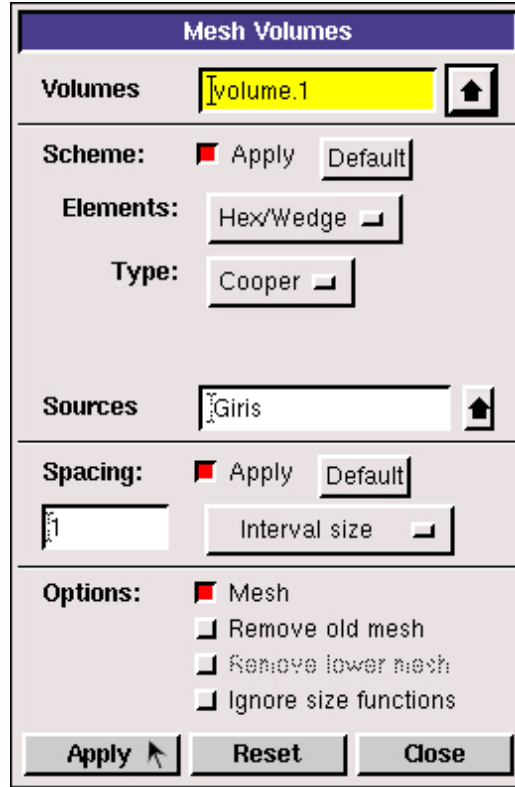 Mesh Volumes
Volumes volume.1
Scheme: Apply Default
Elements: Hex/Wedge
Type: Cooper
Sources Giris
Spacing: Apply Default
1 Interval size
Options: Mesh
Remove old mesh
Remove lower mesh
Ignore size functions
Apply Reset Close